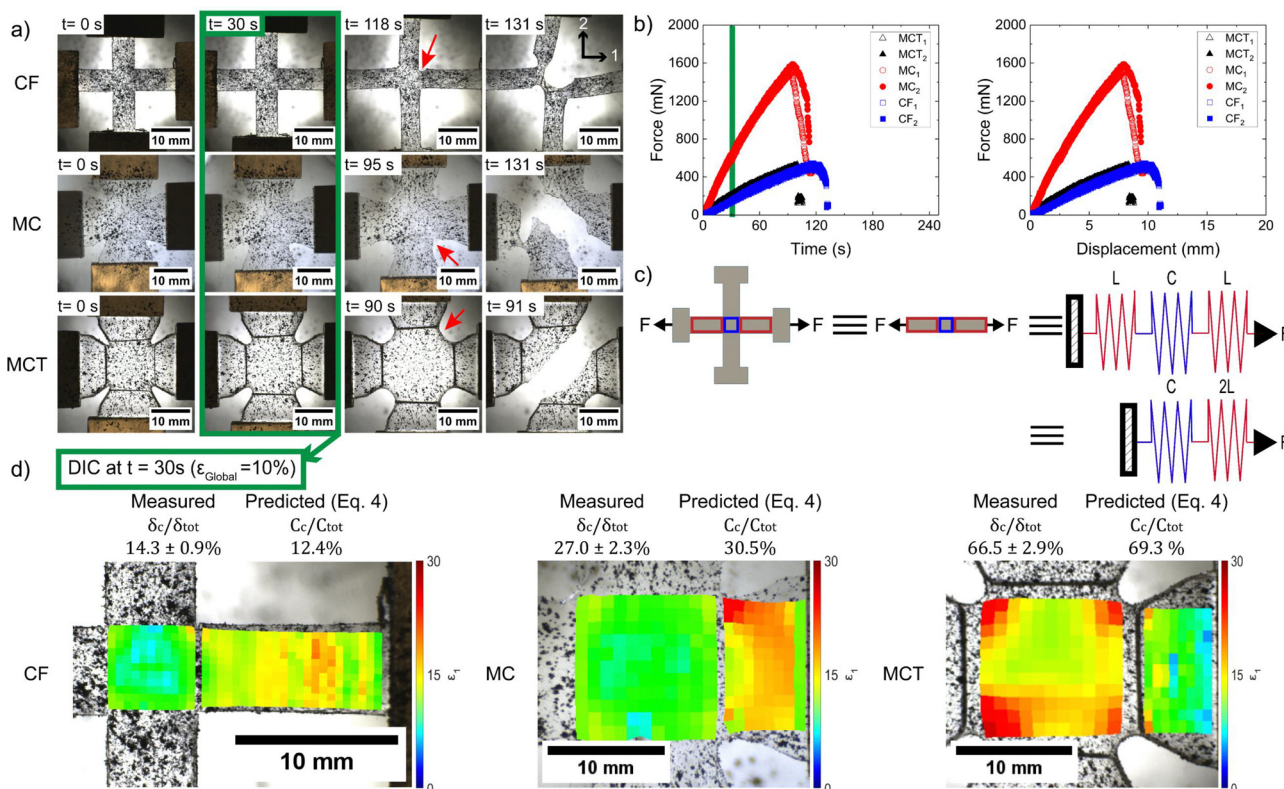 a)
t= 0 s
t= 30 s
t= 118 s
t= 131 s
2
1
CF
10 mm
10 mm
10 mm
10 mm
t= 0 s
t= 95 s
t= 131 s
MC
10 mm
10 mm
10 mm
10 mm
t= 0 s
t= 90 s
t= 91 s
MCT
10 mm
10 mm
10 mm
10 mm
b)
2000
1600
1200
800
400
0
Force (mN)
0 60 120 180 240
Time (s)
MCT₁
MCT₂
MC₁
MC₂
CF₁
CF₂
2000
1600
1200
800
400
0
Force (mN)
0 5 10 15 20
Displacement (mm)
MCT₁
MCT₂
MC₁
MC₂
CF₁
CF₂
c)
F F
F F
L C L
F
C 2L
F
d)
DIC at t = 30s (ε_Global =10%)
Measured Predicted (Eq. 4)
δc/δtot Cc/Ctot
14.3 ± 0.9% 12.4%
CF
10 mm
30
15
0
ε₁
Measured Predicted (Eq. 4)
δc/δtot Cc/Ctot
27.0 ± 2.3% 30.5%
MC
10 mm
30
15
0
ε₁
Measured Predicted (Eq. 4)
δc/δtot Cc/Ctot
66.5 ± 2.9% 69.3 %
MCT
10 mm
30
15
0
ε₁